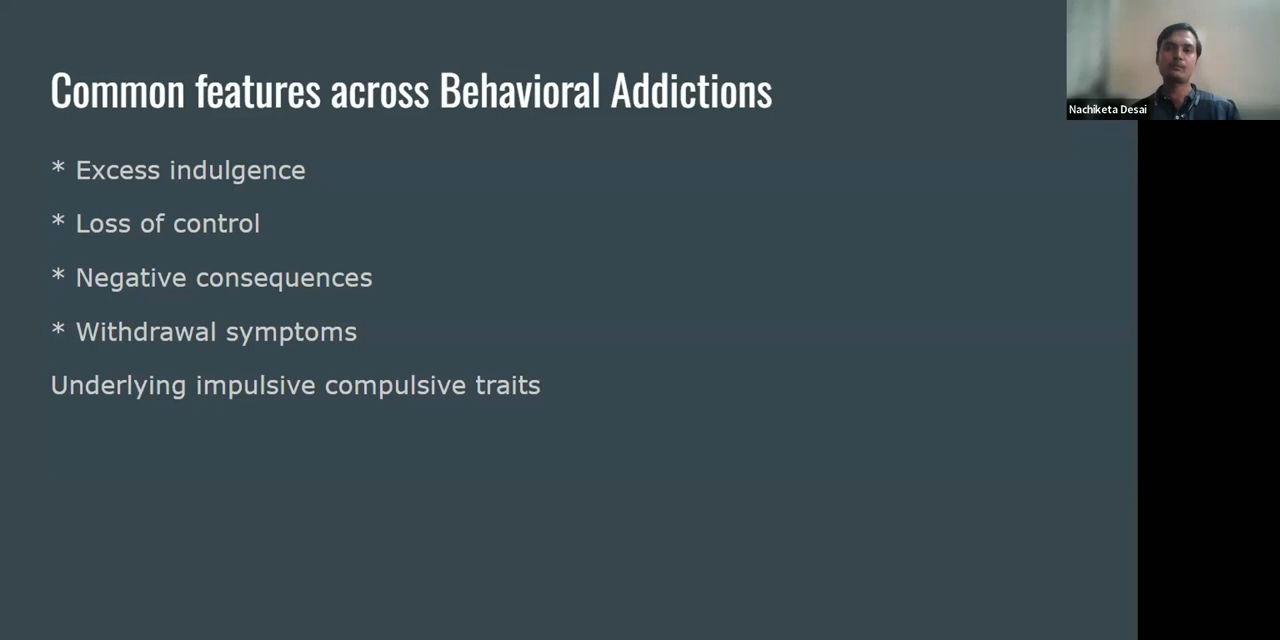 Common features across Behavioral Addictions
* Excess indulgence
* Loss of control
* Negative consequences
* Withdrawal symptoms
Underlying impulsive compulsive traits
Nachiketa Desai